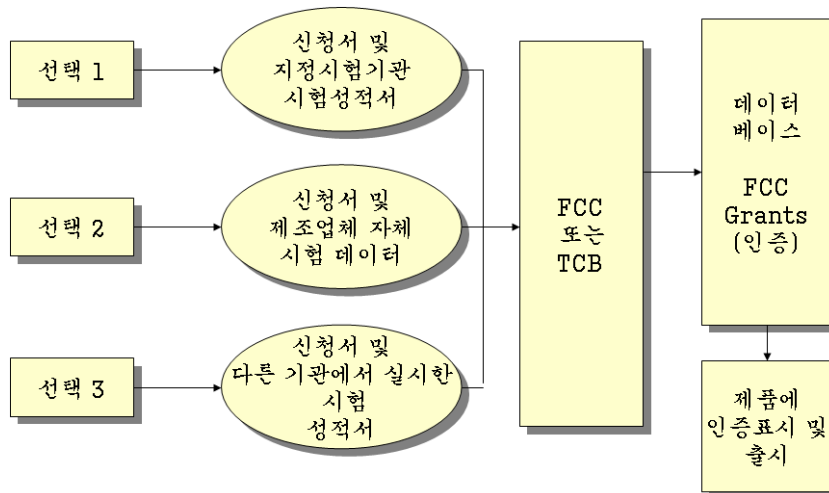 선택 1
신청서 및
지정시험기관
시험성적서
선택 2
신청서 및
제조업체 자체
시험 데이터
선택 3
신청서 및
다른 기관에서 실시한
시험
성적서
FCC
또는
TCB
데이터
베이스
FCC
Grants
(인증)
제품에
인증표시 및
출시